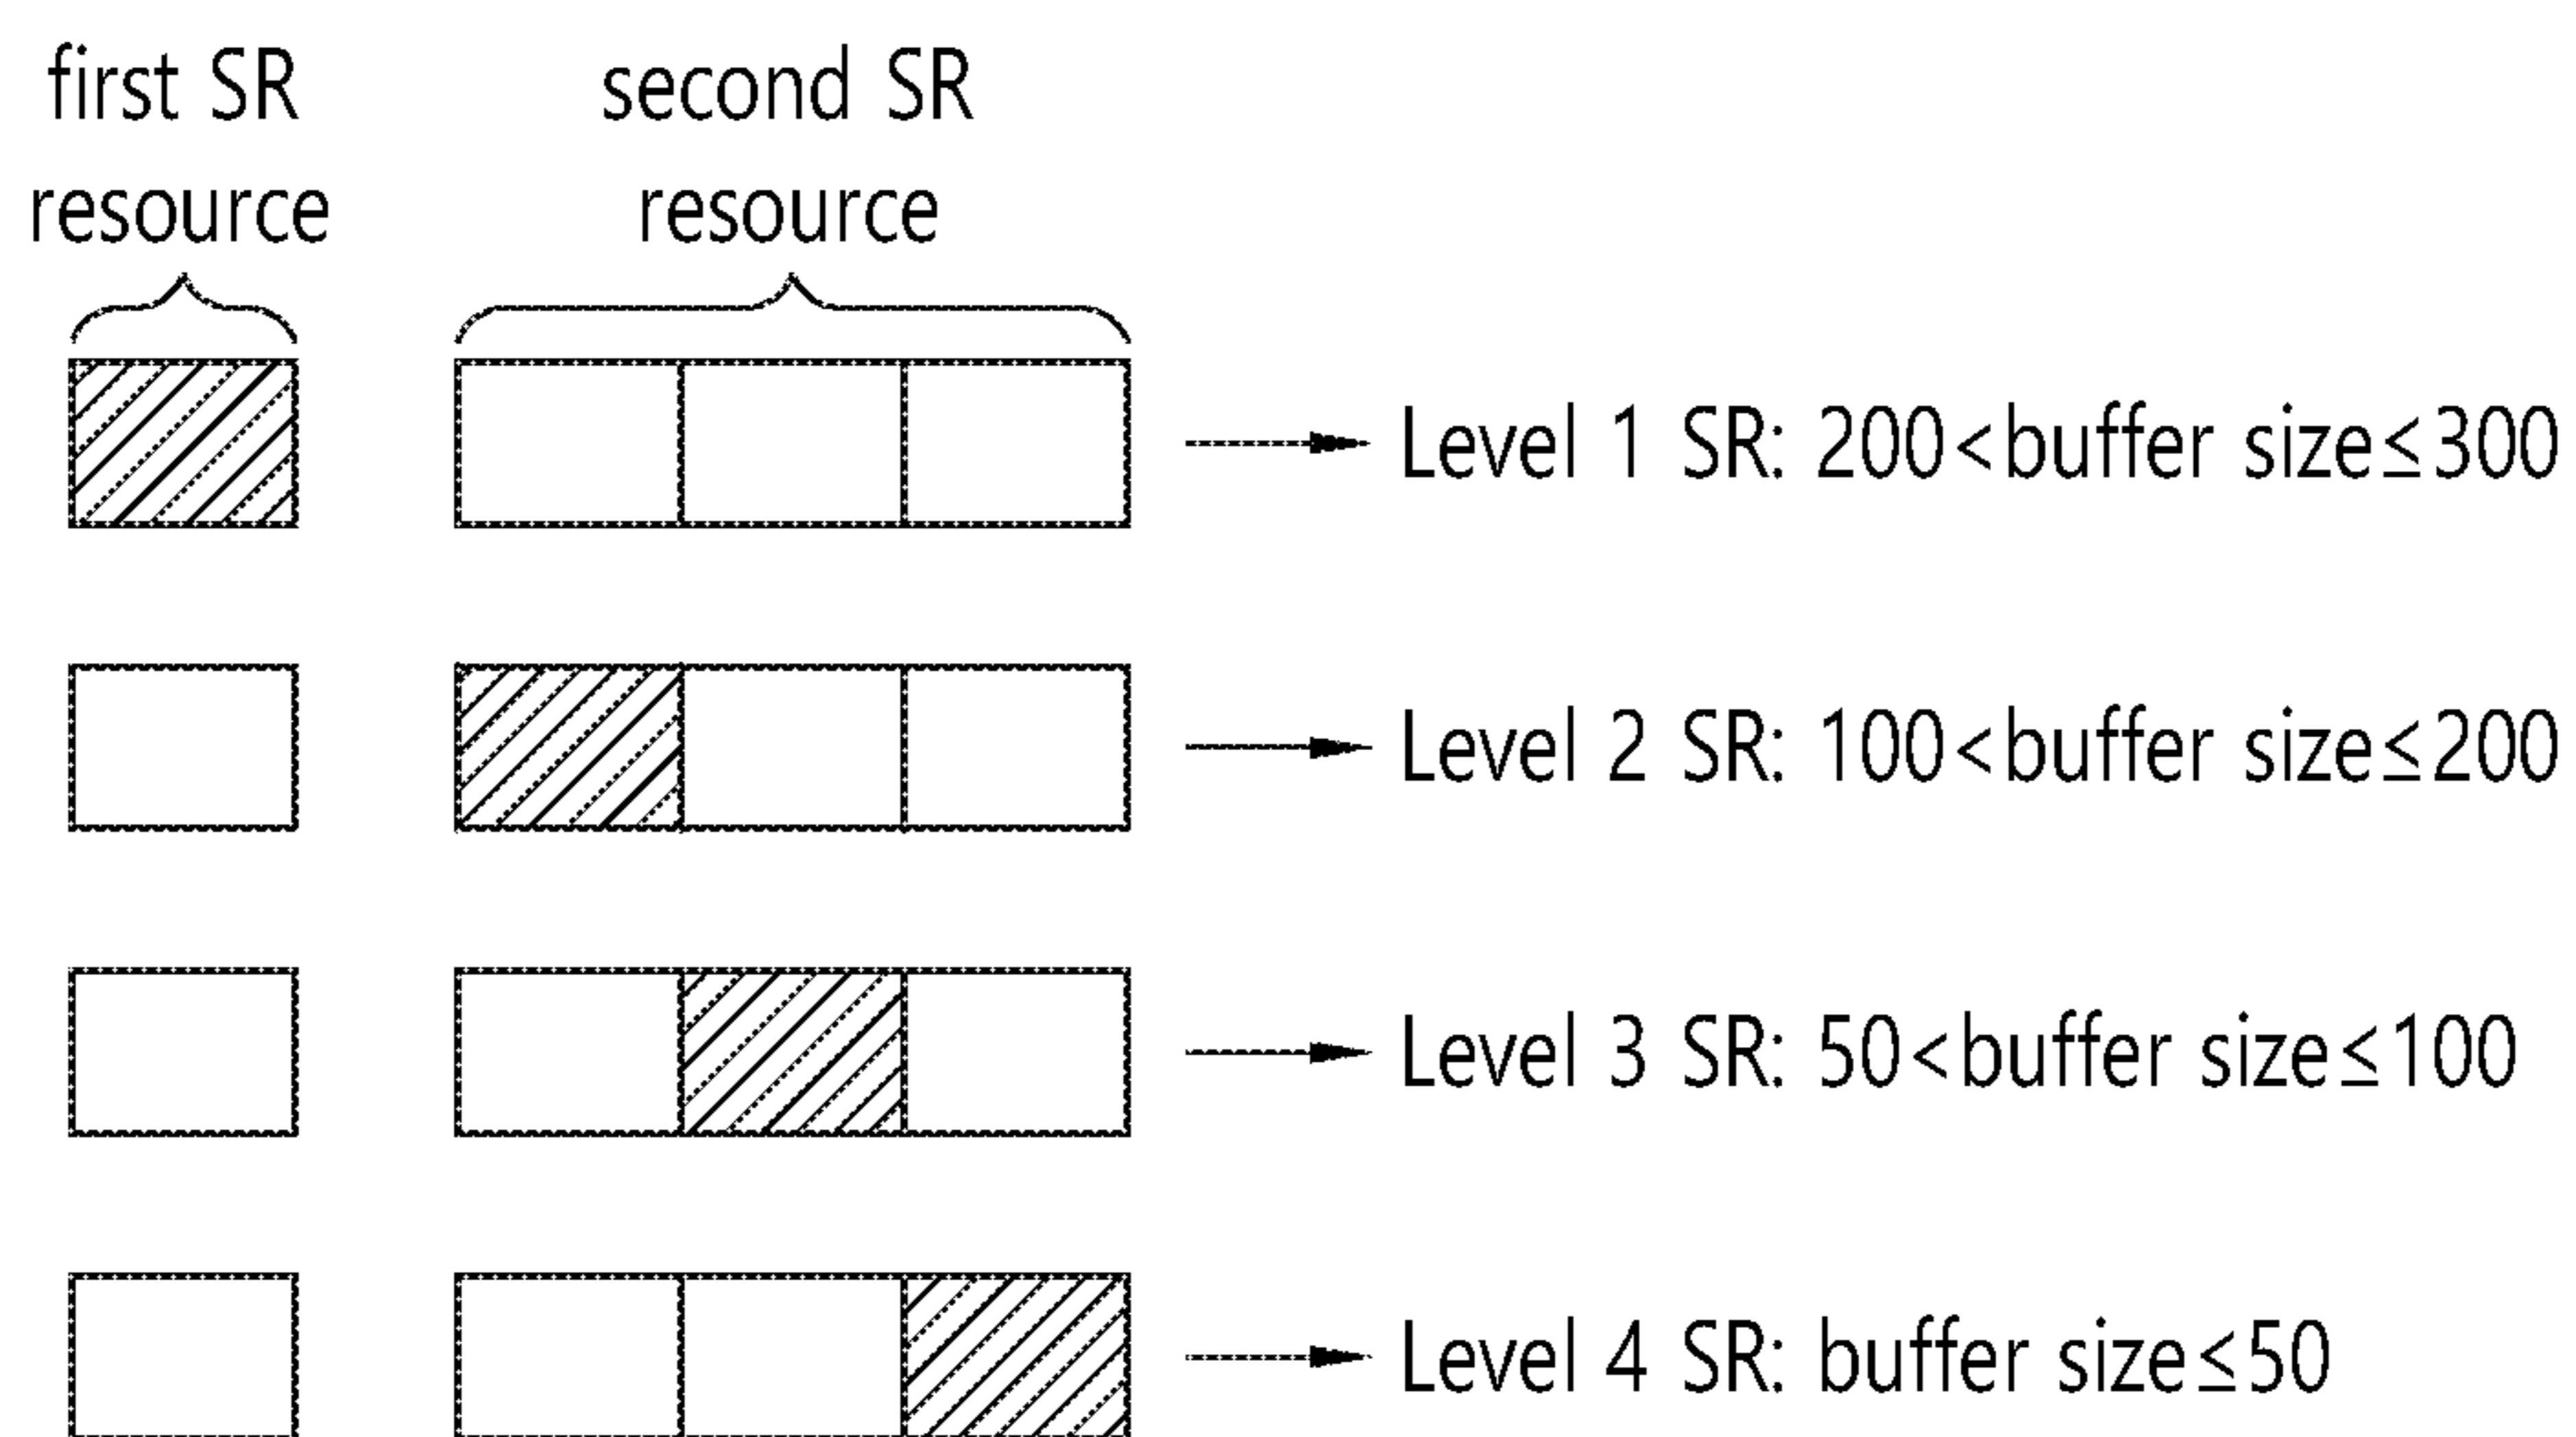 first SR
resource
second SR
resource
Level 1 SR: 200<buffer size≤300
Level 2 SR: 100<buffer size≤200
Level 3 SR: 50<buffer size≤100
Level 4 SR: buffer size≤50